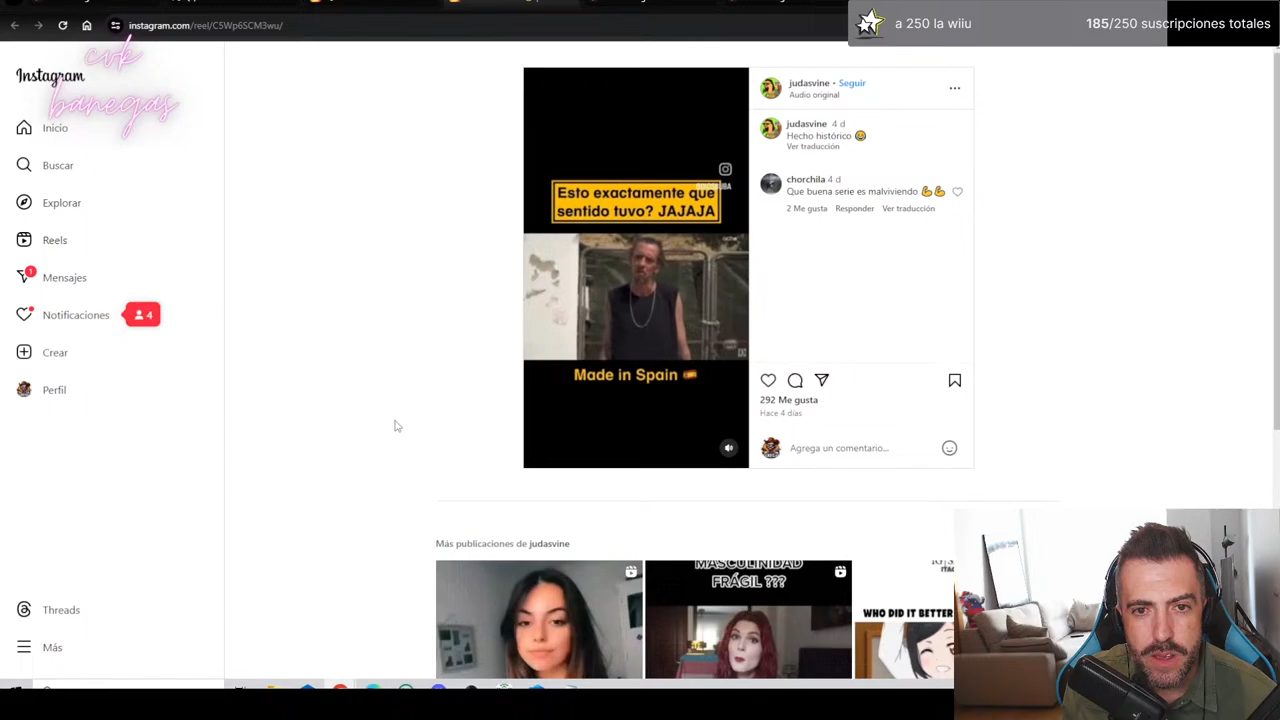 instagram.com/reel/C5Wp6SCM3wu/
a 250 la wiiu
185/250 suscripciones totales
cvk
banegas
Instagram
Inicio
Buscar
Explorar
Reels
1
Mensajes
Notificaciones
4
Crear
Perfil
Threads
Más
Esto exactamente que
sentido tuvo? JAJAJA
Made in Spain 🇪🇸
judasvine • Seguir
Audio original
judasvine 4 d
Hecho histórico 😂
Ver traducción
chorchila 4 d
Que buena serie es malviviendo 💪💪
2 Me gusta Responder Ver traducción
292 Me gusta
Hace 4 días
Agrega un comentario...
Más publicaciones de judasvine
MASCULINIDAD
FRÁGIL ???
WHO DID IT BETTER